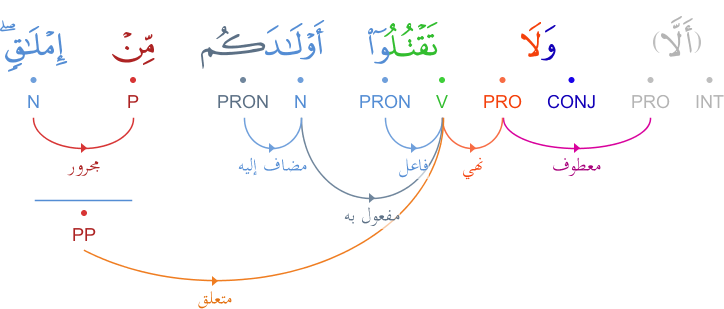 (أَلَّا) وَلَا تَقۡتُلُوٓاْ أَوۡلَـٰدَكُم مِّنۡ إِمۡلَـٰقٍۖ
N P PRON N PRON V PRO CONJ PRO INT
مجرور مضاف إليه فاعل نهي معطوف
مفعول به
PP
متعلق